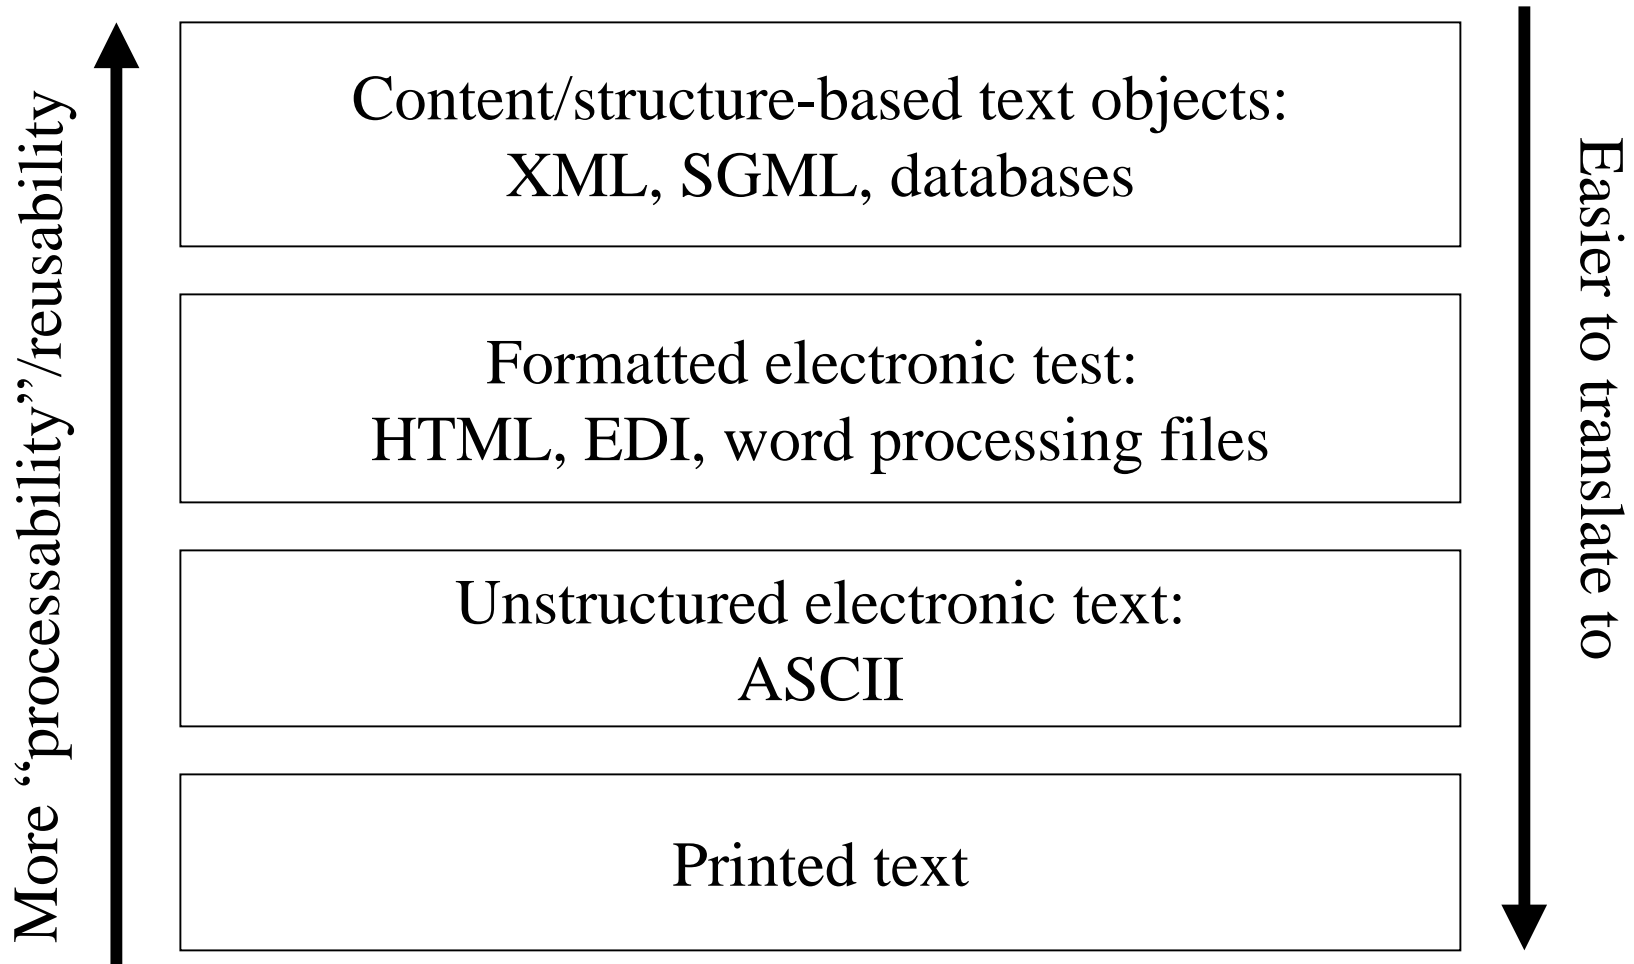 More “processability”/reusability
Content/structure-based text objects:
XML, SGML, databases
Formatted electronic test:
HTML, EDI, word processing files
Unstructured electronic text:
ASCII
Printed text
Easier to translate to